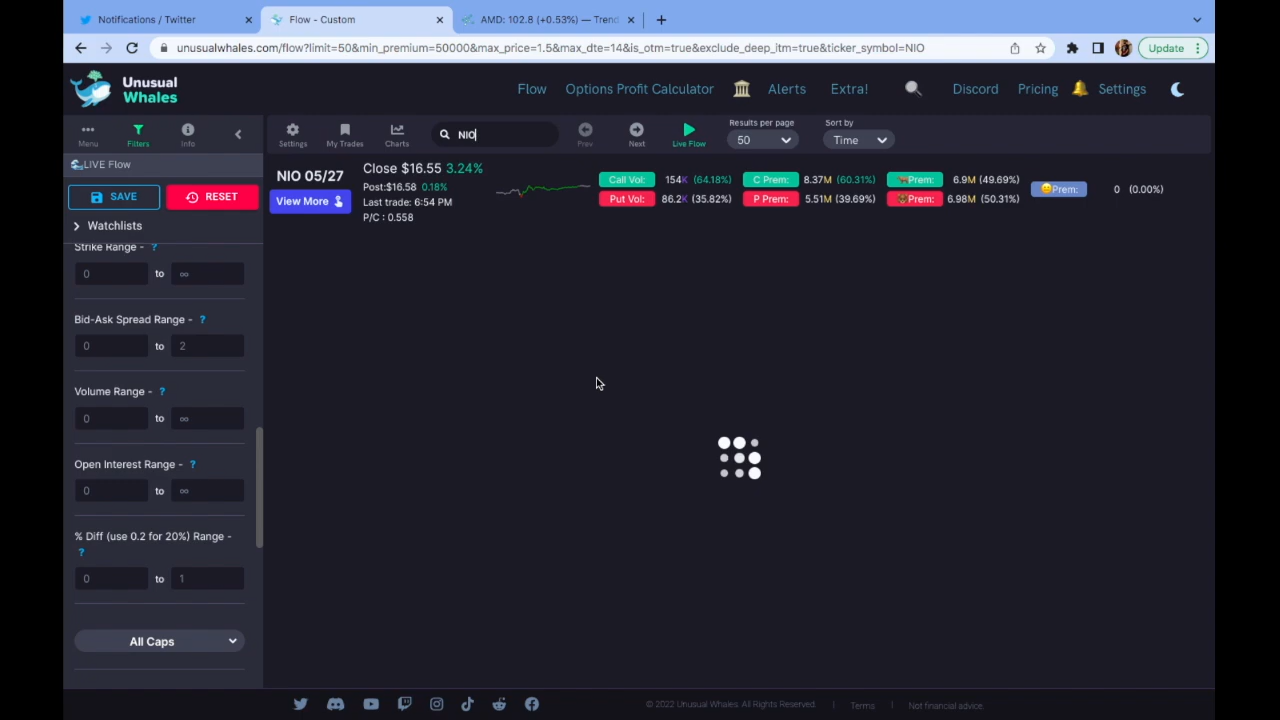 Notifications / Twitter
Flow - Custom
AMD: 102.8 (+0.53%) — Trend
unusualwhales.com/flow?limit=50&min_premium=50000&max_price=1.5&max_dte=14&is_otm=true&exclude_deep_itm=true&ticker_symbol=NIO
Update
Unusual Whales
Flow
Options Profit Calculator
Alerts
Extra!
Discord
Pricing
Settings
Menu
Filters
Info
Settings
My Trades
Charts
NIO
Prev
Next
Live Flow
Results per page
50
Sort by
Time
LIVE Flow
SAVE
RESET
Watchlists
NIO 05/27
View More
Close $16.55 3.24%
Post:$16.58 0.18%
Last trade: 6:54 PM
P/C : 0.558
Call Vol: 154K (64.18%)
Put Vol: 86.2K (35.82%)
C Prem: 8.37M (60.31%)
P Prem: 5.51M (39.69%)
Prem: 6.9M (49.69%)
Prem: 6.98M (50.31%)
Prem: 0 (0.00%)
Strike Range - ?
0 to ∞
Bid-Ask Spread Range - ?
0 to 2
Volume Range - ?
0 to ∞
Open Interest Range - ?
0 to ∞
% Diff (use 0.2 for 20%) Range -
?
0 to 1
All Caps
© 2022 Unusual Whales. All Rights Reserved.
Terms
Not financial advice.